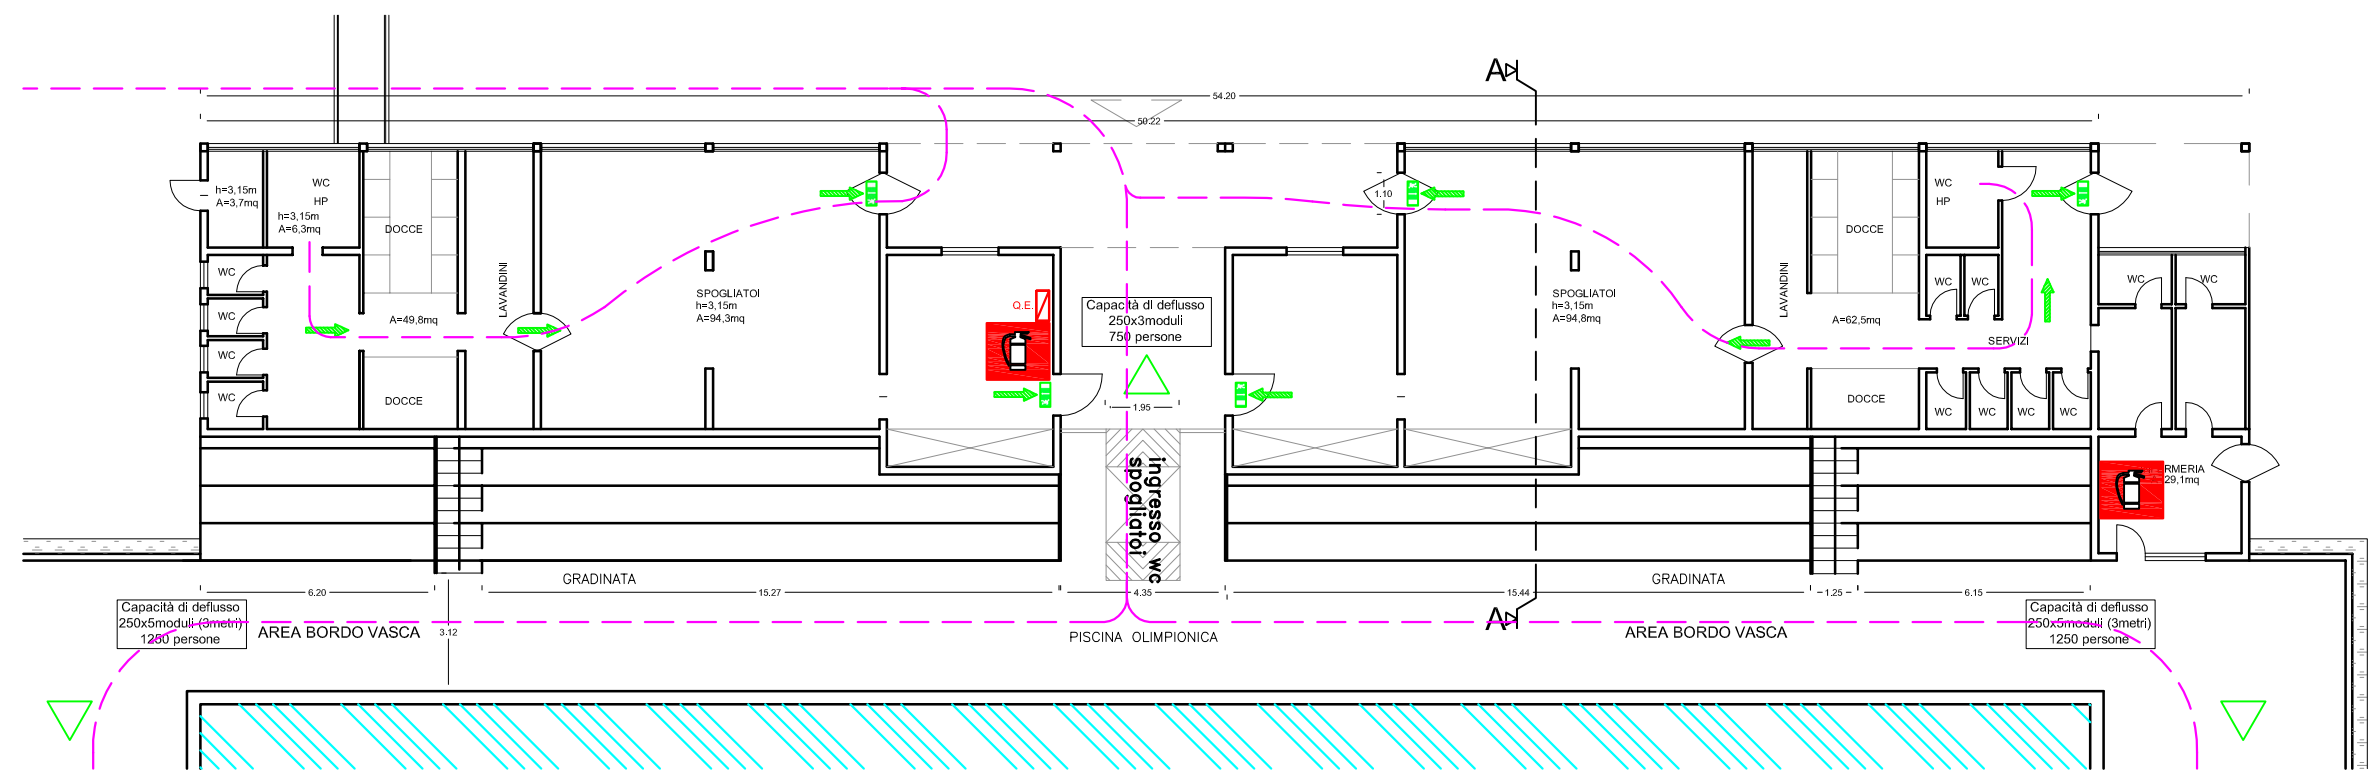 A
54.20
50.22
h=3,15m
A=3,7mq
WC
HP
h=3,15m
A=6,3mq
DOCCE
LAVANDINI
WC
WC
WC
WC
A=49,8mq
DOCCE
SPOGLIATOI
h=3,15m
A=94,3mq
Q.E.
Capacità di deflusso
250x3moduli
750 persone
1.95
1.10
SPOGLIATOI
h=3,15m
A=94,8mq
LAVANDINI
DOCCE
A=62,5mq
DOCCE
WC
HP
WC
WC
SERVIZI
WC
WC
WC
WC
WC
WC
RMERIA
29,1mq
ingresso wc
spogliatoi
GRADINATA
GRADINATA
6.20
15.27
4.35
15.44
1.25
6.15
Capacità di deflusso
250x5moduli (3metri)
1250 persone
AREA BORDO VASCA
3.12
PISCINA OLIMPIONICA
A
AREA BORDO VASCA
Capacità di deflusso
250x5moduli (3metri)
1250 persone